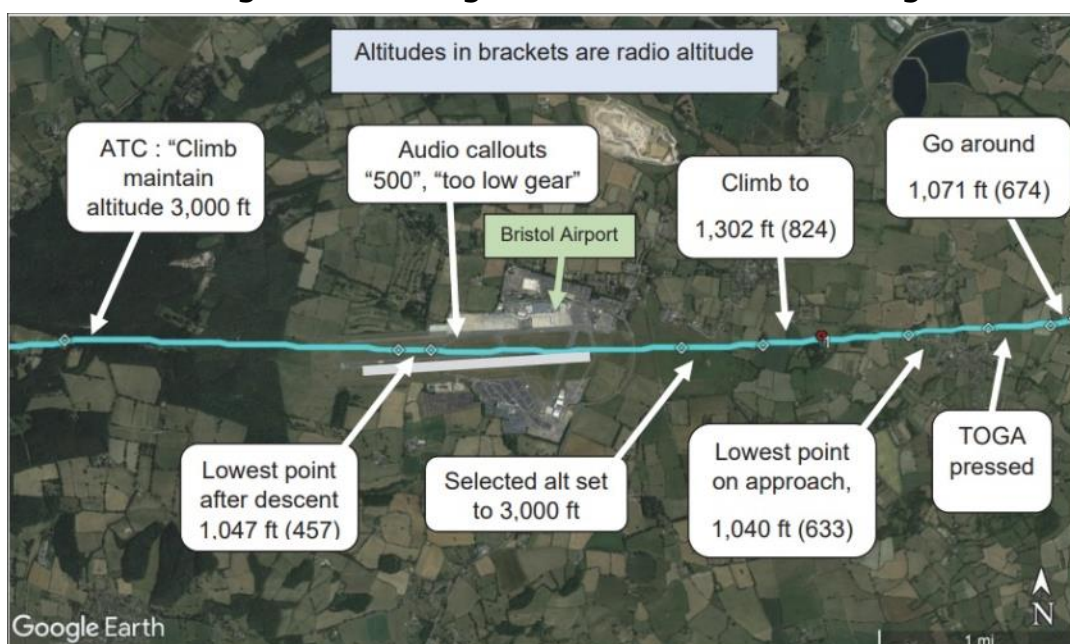 Altitudes in brackets are radio altitude
ATC : “Climb
maintain
altitude 3,000 ft
Audio callouts
“500”, “too low gear”
Bristol Airport
Climb to
1,302 ft (824)
Go around
1,071 ft (674)
1
Lowest point
after descent
1,047 ft (457)
Selected alt set
to 3,000 ft
Lowest point
on approach,
1,040 ft (633)
TOGA
pressed
N
Google Earth
1 mi